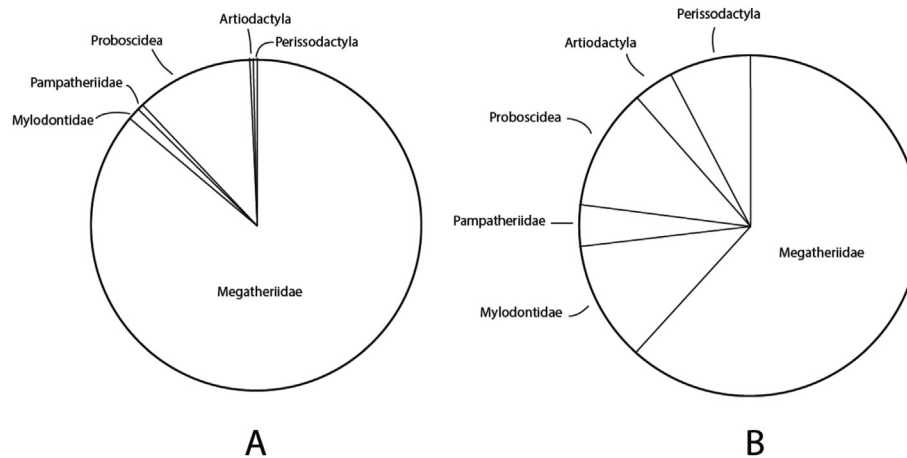 Artiodactyla
Perissodactyla
Proboscidea
Pampatheriidae
Mylodontidae
Megatheriidae
A
Perissodactyla
Artiodactyla
Proboscidea
Pampatheriidae
Megatheriidae
Mylodontidae
B